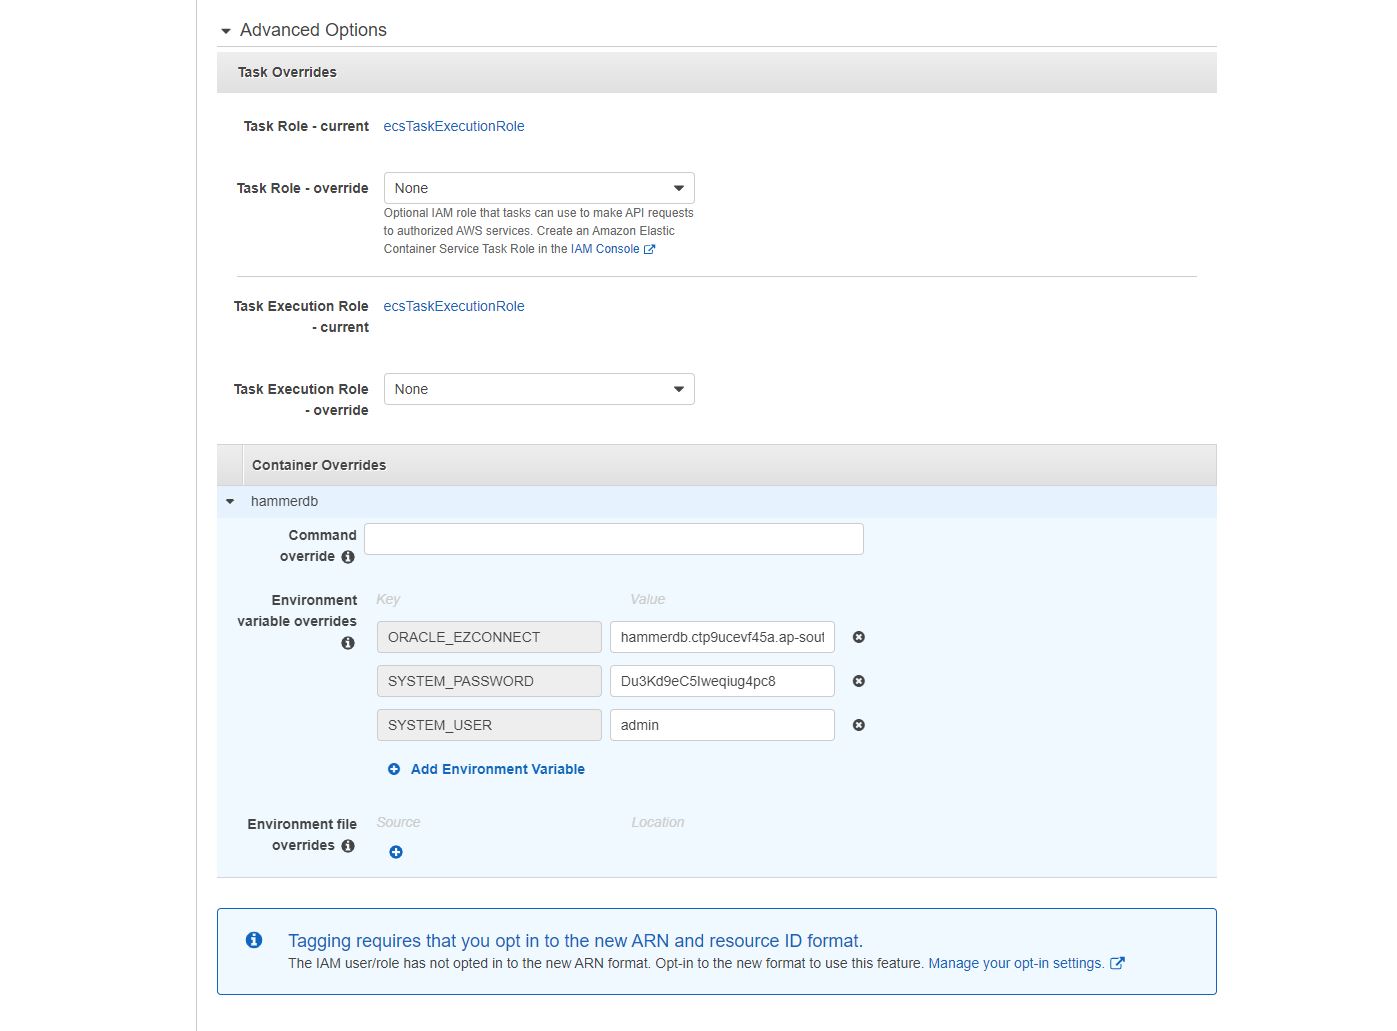 Advanced Options
Task Overrides
Task Role - current ecsTaskExecutionRole
Task Role - override None
Optional IAM role that tasks can use to make API requests
to authorized AWS services. Create an Amazon Elastic
Container Service Task Role in the IAM Console
Task Execution Role ecsTaskExecutionRole
- current
Task Execution Role None
- override
Container Overrides
hammerdb
Command
override
Environment Key Value
variable overrides
ORACLE_EZCONNECT hammerdb.ctp9ucevf45a.ap-sout
SYSTEM_PASSWORD Du3Kd9eC5Iweqiug4pc8
SYSTEM_USER admin
Add Environment Variable
Environment file Source Location
overrides
Tagging requires that you opt in to the new ARN and resource ID format.
The IAM user/role has not opted in to the new ARN format. Opt-in to the new format to use this feature. Manage your opt-in settings.